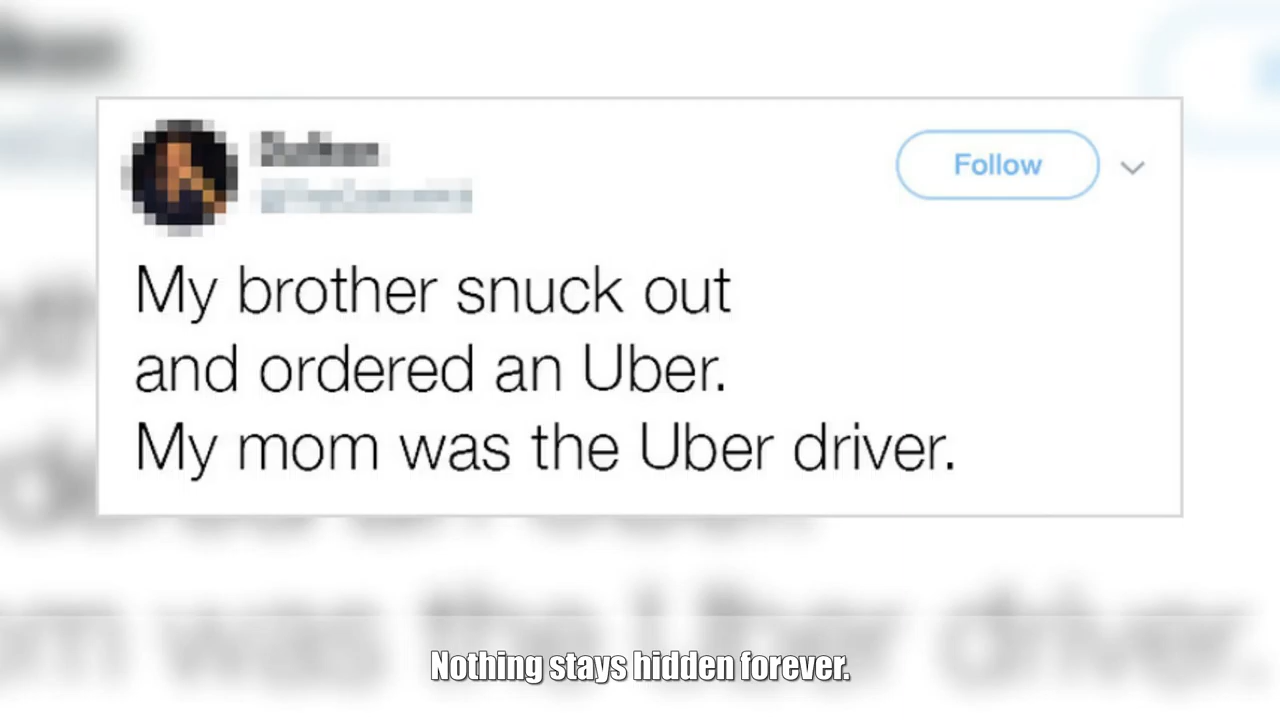 Follow
My brother snuck out
and ordered an Uber.
My mom was the Uber driver.
Nothing stays hidden forever.